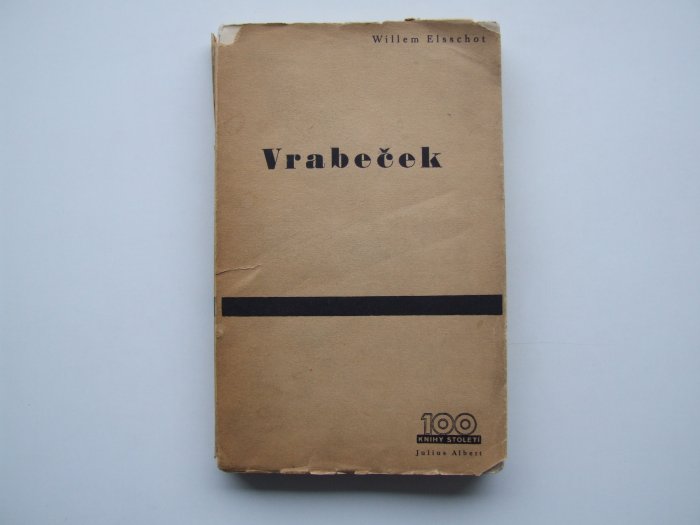 Willem Elsschot
Vrabeček
100
KNIHY STOLETÍ
Julius Albert